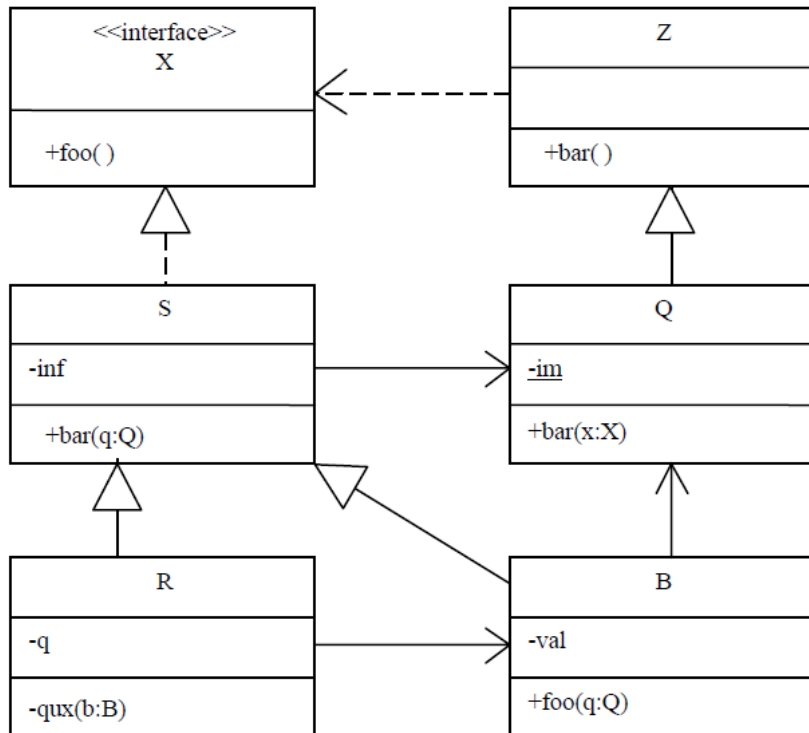 <<interface>>
X
+foo( )
Z
+bar( )
S
-inf
+bar(q:Q)
Q
-im
+bar(x:X)
R
-q
-qux(b:B)
B
-val
+foo(q:Q)